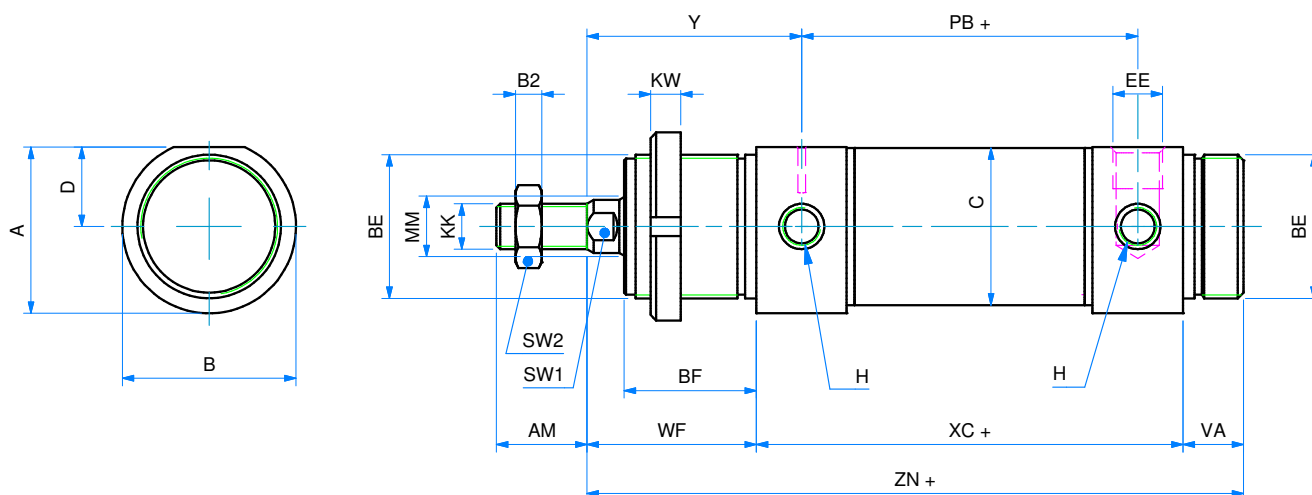 Y
PB +
B2
KW
EE
D
A
BE
MM
KK
C
BE
SW2
SW1
B
BF
H
H
AM
WF
XC +
VA
ZN +